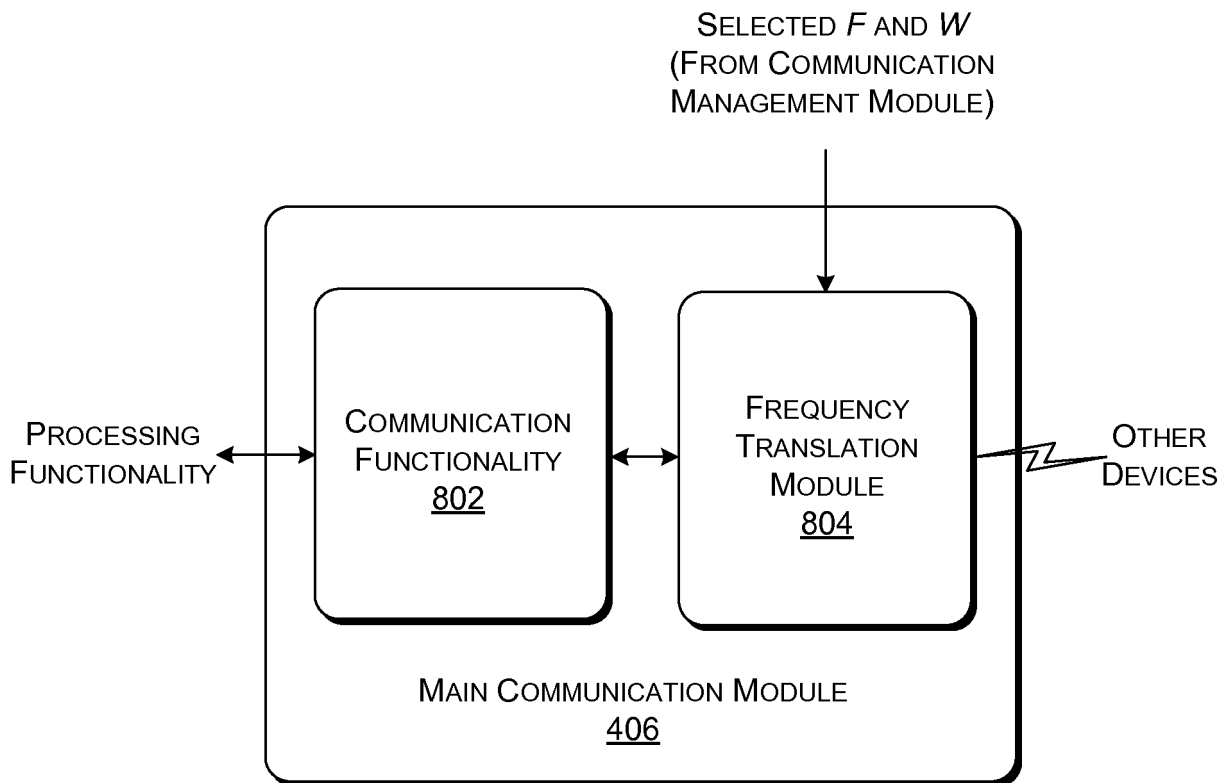 SELECTED F AND W
(FROM COMMUNICATION
MANAGEMENT MODULE)
PROCESSING
FUNCTIONALITY
COMMUNICATION
FUNCTIONALITY
802
FREQUENCY
TRANSLATION
MODULE
804
OTHER
DEVICES
MAIN COMMUNICATION MODULE
406